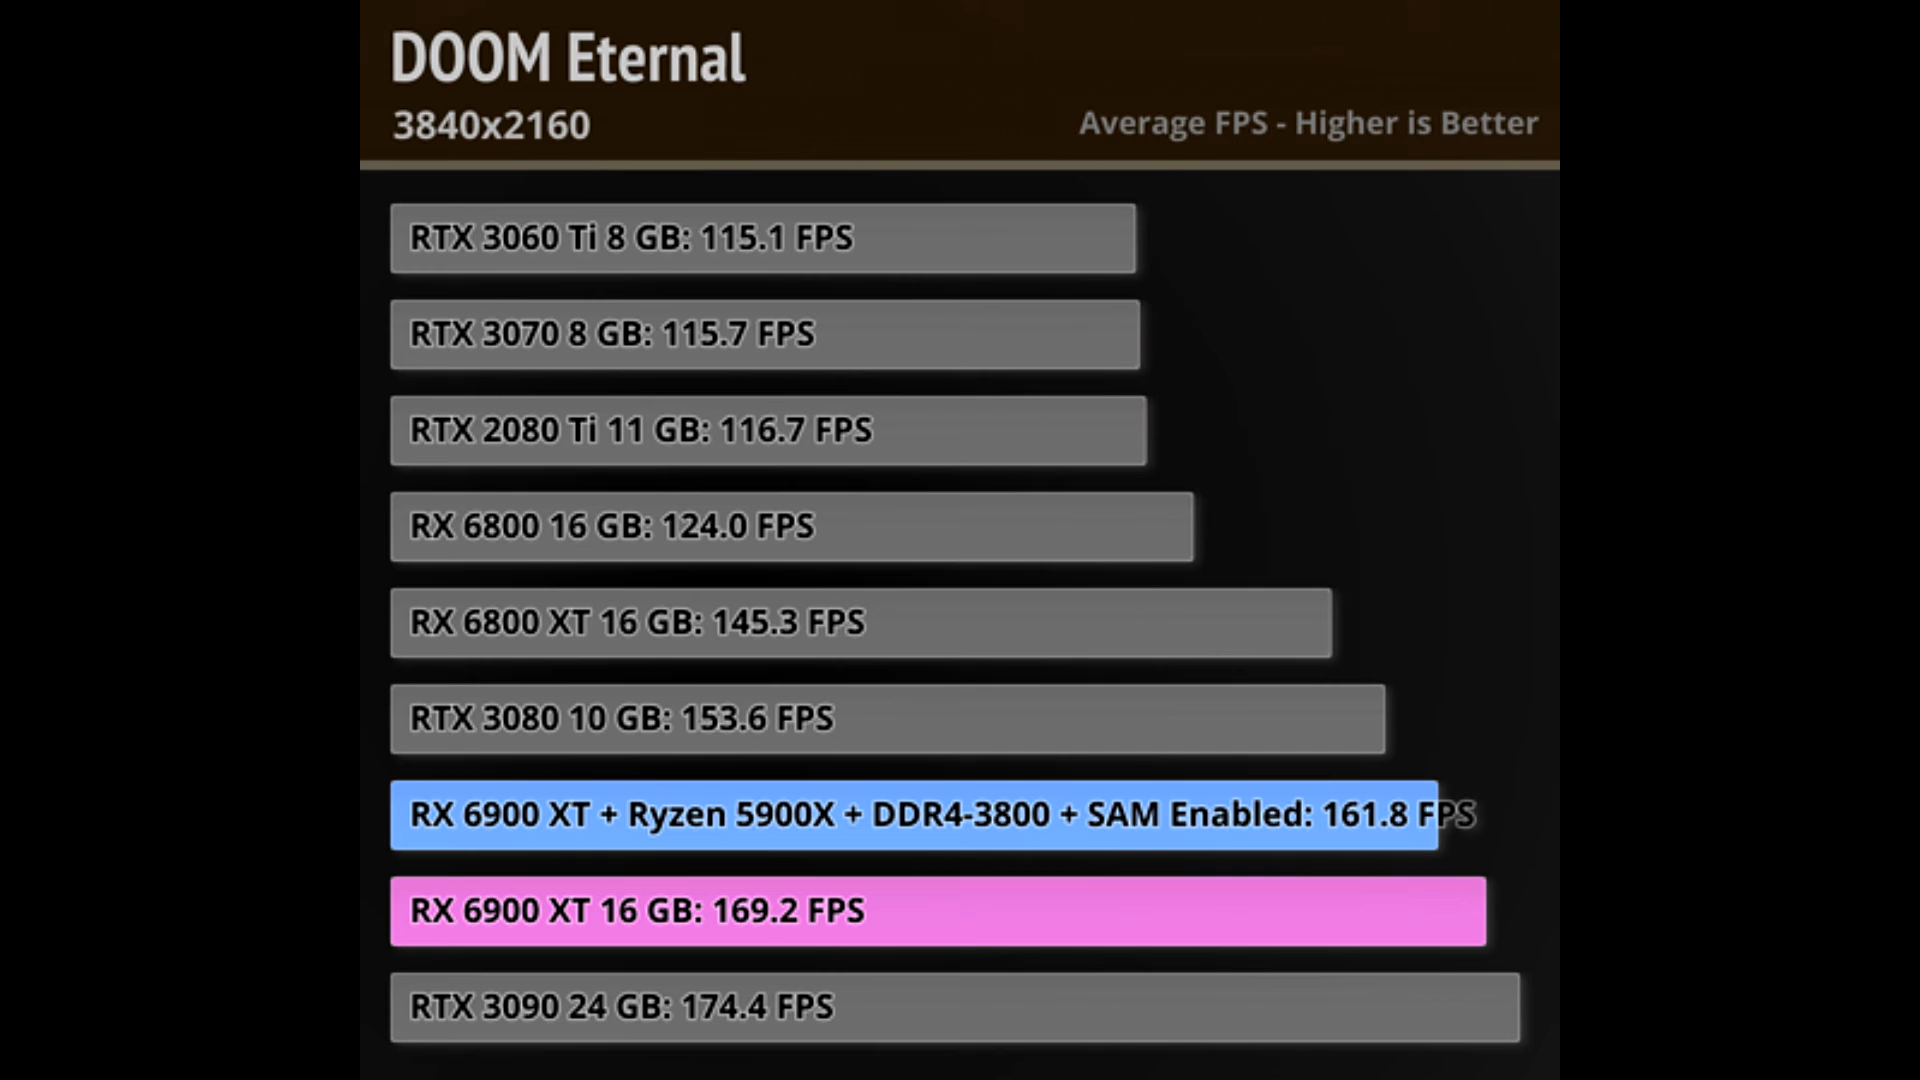 DOOM Eternal
3840x2160
Average FPS - Higher is Better
RTX 3060 Ti 8 GB: 115.1 FPS
RTX 3070 8 GB: 115.7 FPS
RTX 2080 Ti 11 GB: 116.7 FPS
RX 6800 16 GB: 124.0 FPS
RX 6800 XT 16 GB: 145.3 FPS
RTX 3080 10 GB: 153.6 FPS
RX 6900 XT + Ryzen 5900X + DDR4-3800 + SAM Enabled: 161.8 FPS
RX 6900 XT 16 GB: 169.2 FPS
RTX 3090 24 GB: 174.4 FPS